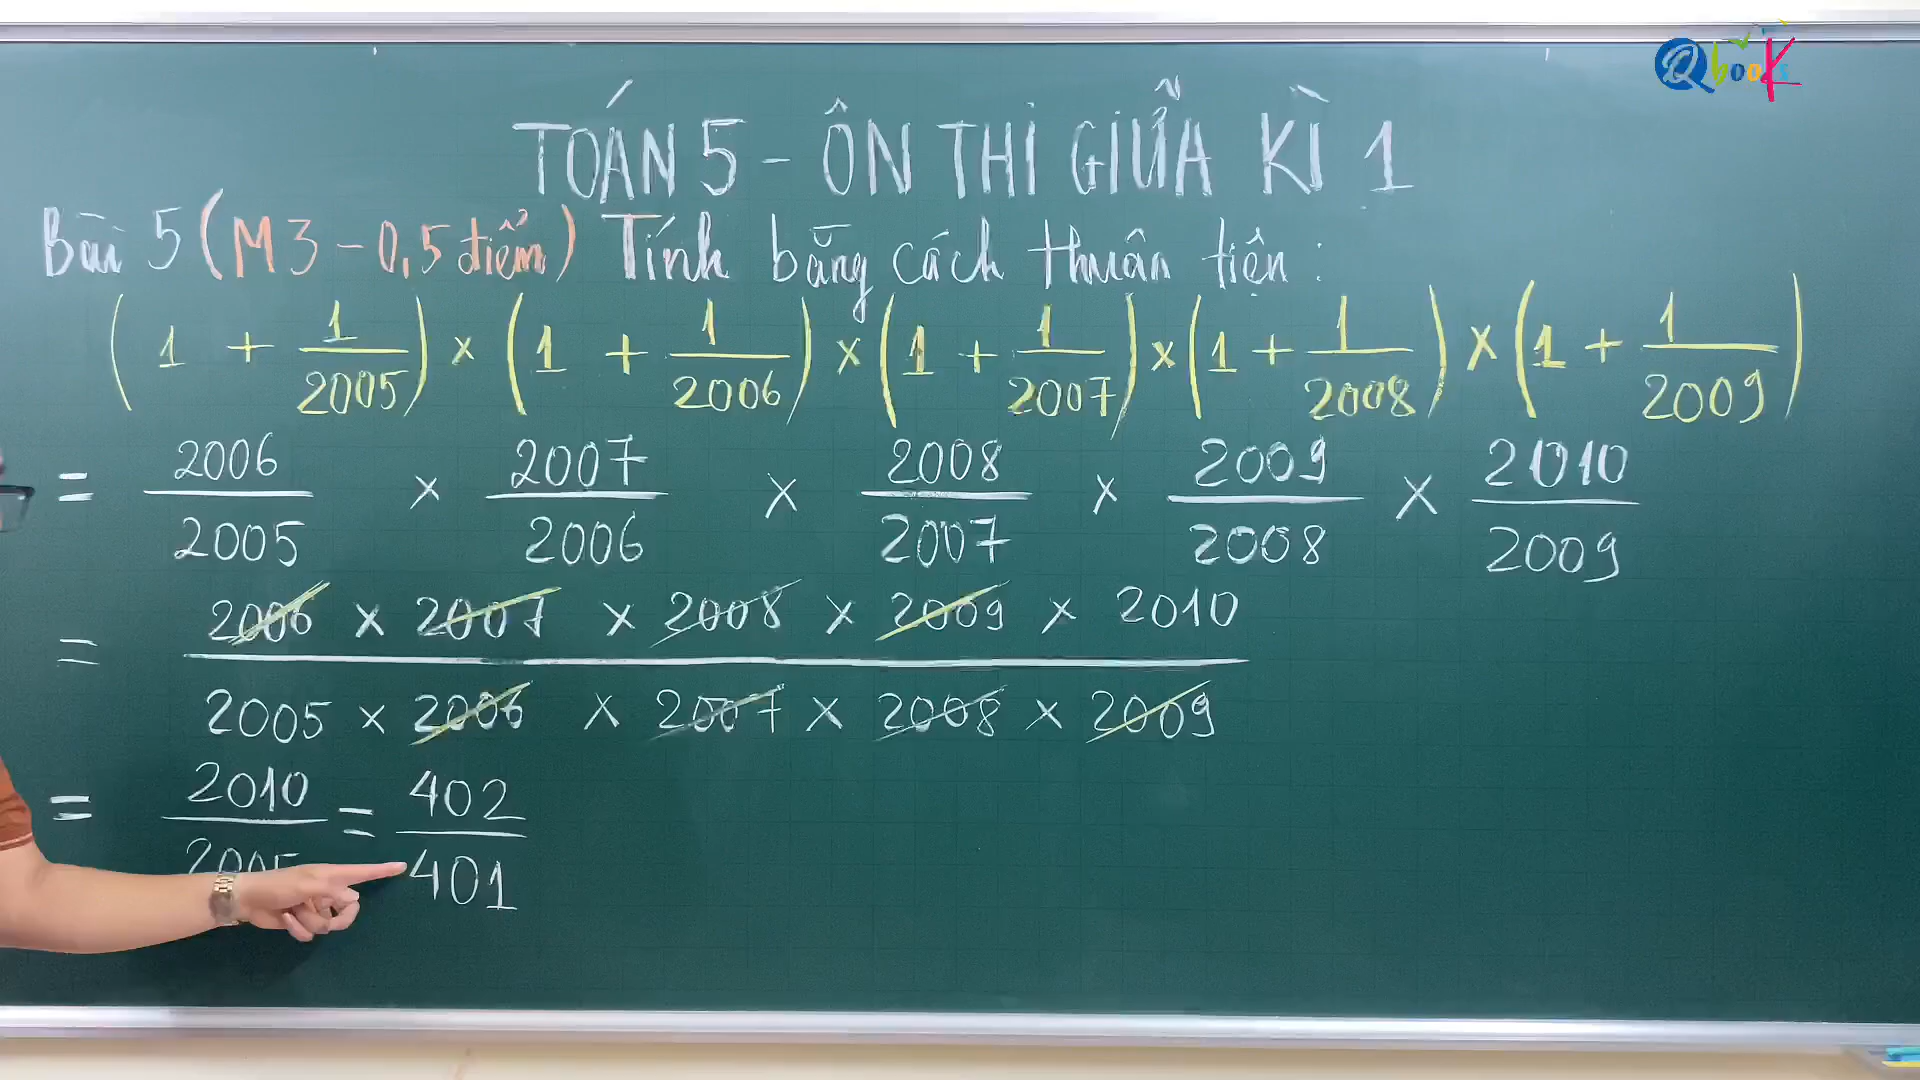 Qbooks
TOÁN 5 - ÔN THI GIỮA KÌ 1
Bài 5 (M3 - 0,5 điểm) Tính bằng cách thuận tiện :
(1 + 1/2005) × (1 + 1/2006) × (1 + 1/2007) × (1 + 1/2008) × (1 + 1/2009)
= 2006/2005 × 2007/2006 × 2008/2007 × 2009/2008 × 2010/2009
= (2006 × 2007 × 2008 × 2009 × 2010)/(2005 × 2006 × 2007 × 2008 × 2009)
= 2010/2005 = 402/401